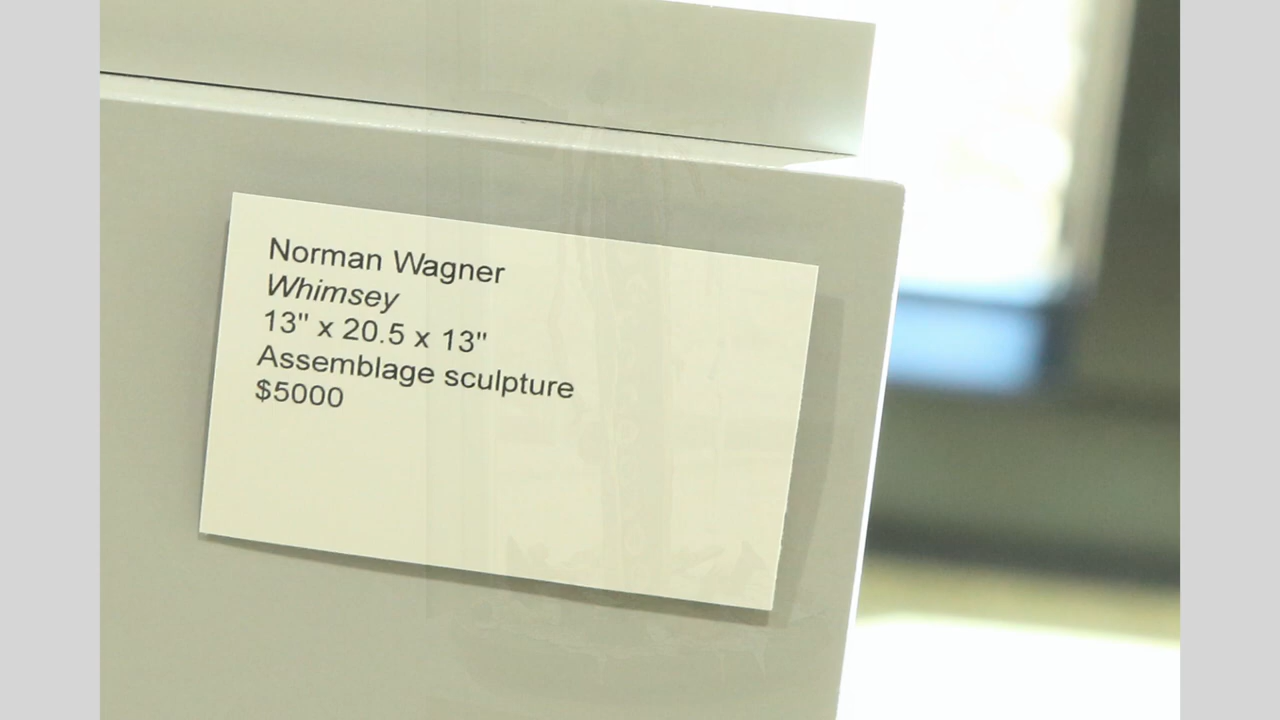 Norman Wagner
Whimsey
13" x 20.5 x 13"
Assemblage sculpture
$5000